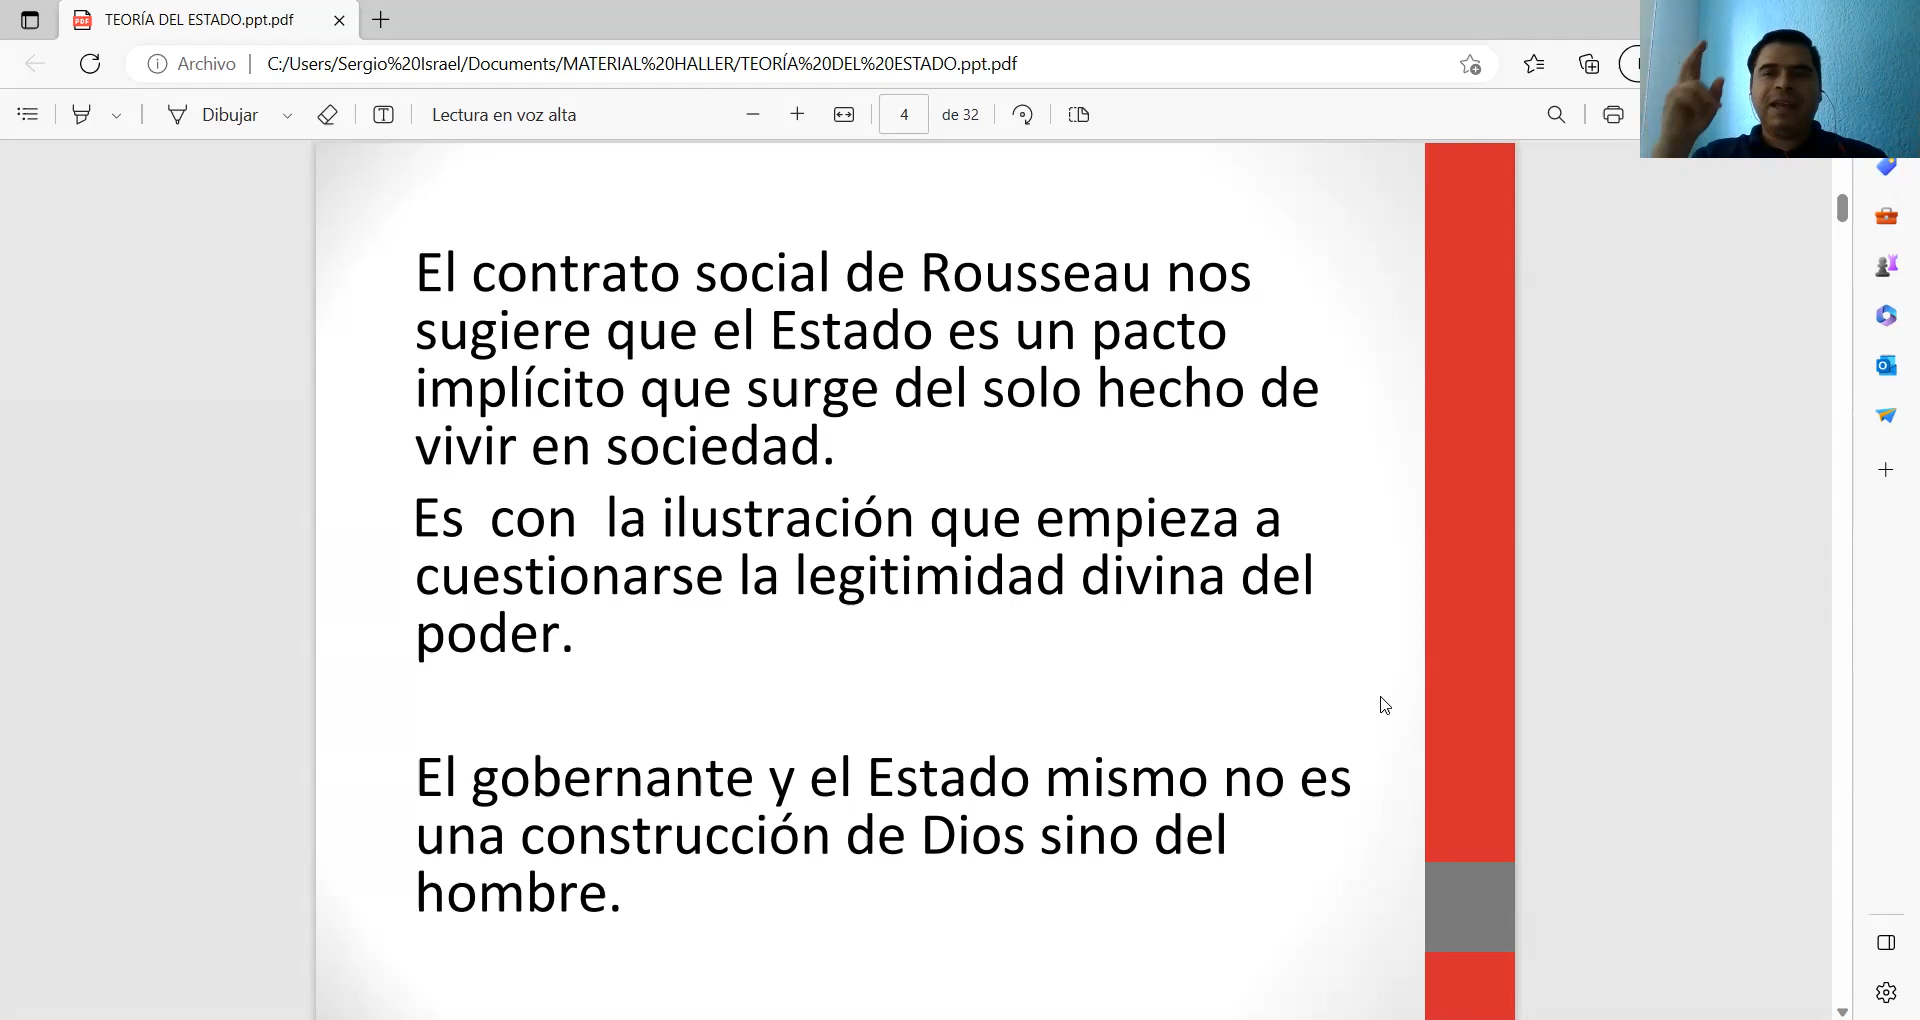 TEORÍA DEL ESTADO.ppt.pdf
Archivo
C:/Users/Sergio%20Israel/Documents/MATERIAL%20HALLER/TEORÍA%20DEL%20ESTADO.ppt.pdf
Dibujar
Lectura en voz alta
4 de 32
El contrato social de Rousseau nos
sugiere que el Estado es un pacto
implícito que surge del solo hecho de
vivir en sociedad.
Es con la ilustración que empieza a
cuestionarse la legitimidad divina del
poder.
El gobernante y el Estado mismo no es
una construcción de Dios sino del
hombre.